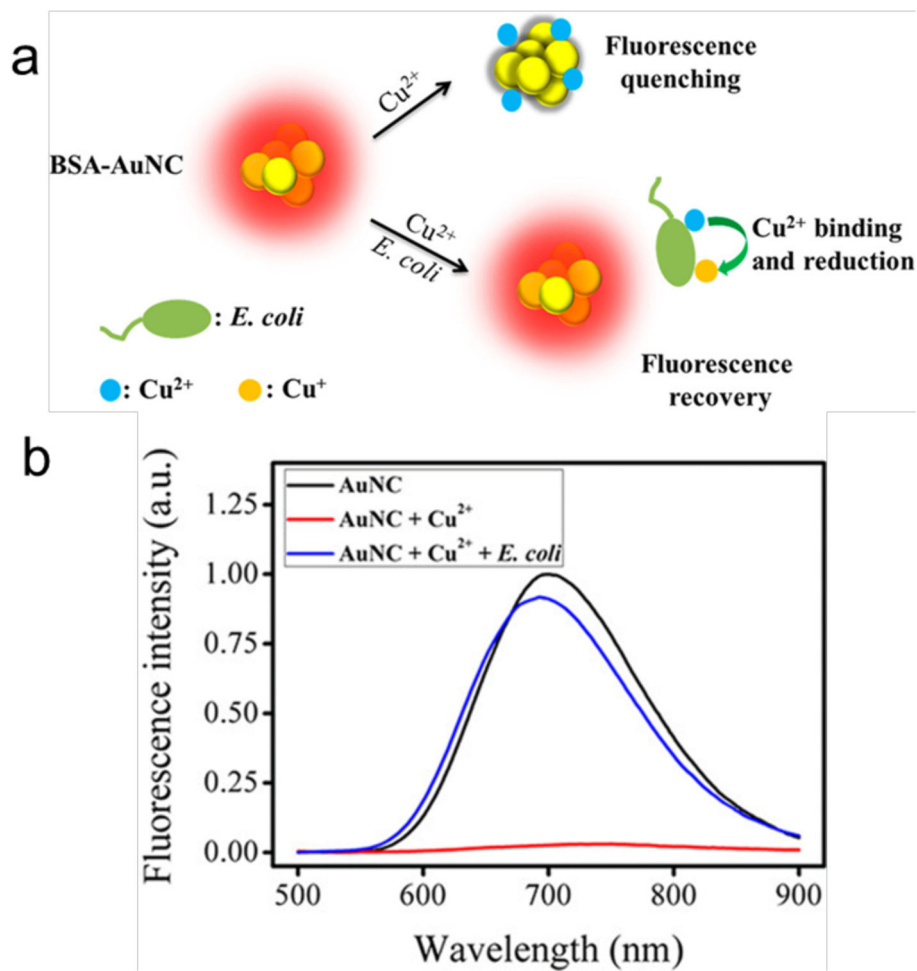 a
BSA-AuNC
Cu²⁺
Fluorescence
quenching
Cu²⁺
E. coli
Cu²⁺ binding
and reduction
: E. coli
: Cu²⁺
: Cu⁺
Fluorescence
recovery
b
Fluorescence intensity (a.u.)
1.25
1.00
0.75
0.50
0.25
0.00
AuNC
AuNC + Cu²⁺
AuNC + Cu²⁺ + E. coli
500
600
700
800
900
Wavelength (nm)